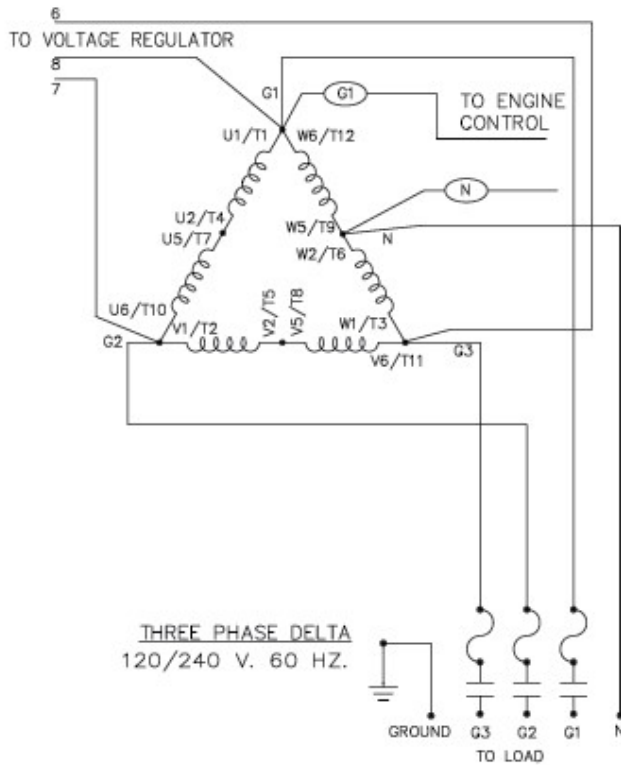 6
TO VOLTAGE REGULATOR
8
7
G1
G1
TO ENGINE
CONTROL
U1/T1
W6/T12
N
U2/T4
U5/T7
W5/T9
N
W2/T6
U6/T10
V1/T2
V2/T5
V5/T8
W1/T3
G2
V6/T11
G3
THREE PHASE DELTA
120/240 V. 60 HZ.
GROUND
G3
G2
G1
N
TO LOAD